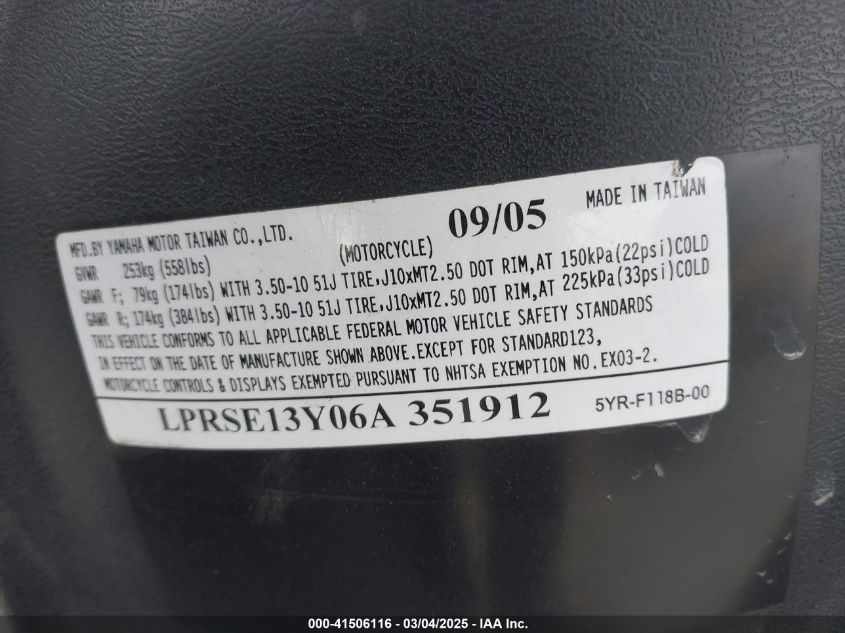 MFD.BY YAMAHA MOTOR TAIWAN CO.,LTD. 09/05 MADE IN TAIWAN
GVWR 253kg (558lbs) (MOTORCYCLE)
GAWR F; 79kg (174lbs) WITH 3.50-10 51J TIRE,J10xMT2.50 DOT RIM,AT 150kPa(22psi)COLD
GAWR R; 174kg (384lbs) WITH 3.50-10 51J TIRE,J10xMT2.50 DOT RIM,AT 225kPa(33psi)COLD
THIS VEHICLE CONFORMS TO ALL APPLICABLE FEDERAL MOTOR VEHICLE SAFETY STANDARDS
IN EFFECT ON THE DATE OF MANUFACTURE SHOWN ABOVE.EXCEPT FOR STANDARD123,
MOTORCYCLE CONTROLS & DISPLAYS EXEMPTED PURSUANT TO NHTSA EXEMPTION NO.EX03-2.
LPRSE13Y06A 351912 5YR-F118B-00
000-41506116 — 03/04/2025 — IAA Inc.